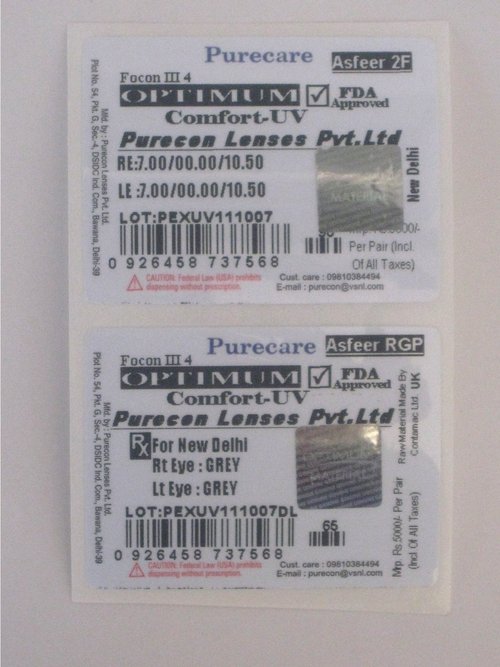 Purecare Asfeer 2F
Focon III 4
OPTIMUM FDA
Approved
Comfort-UV
Purecon Lenses Pvt.Ltd
RE:7.00/00.00/10.50
LE :7.00/00.00/10.50
LOT:PEXUV111007
0 926458 737568
CAUTION: Federal Law (USA) prohibits
dispensing without prescription.
Cust. care : 09810384494
E-mail : purecon@vsnl.com
MATERIAL
New Delhi
Per Pair (Incl.
Of All Taxes)
Mfd. by : Purecon Lenses Pvt. Ltd.
Plot No. 54, Pkt. G, Sec.-4, DSIDC Ind. Com., Bawana, Delhi-39
Purecare Asfeer RGP
Focon III 4
OPTIMUM FDA
Approved
Comfort-UV
Purecon Lenses Pvt.Ltd
Rx For New Delhi
Rt Eye : GREY
Lt Eye : GREY
LOT:PEXUV111007DL
0 926458 737568
65
CAUTION: Federal Law (USA) prohibits
dispensing without prescription.
Cust. care : 09810384494
E-mail : purecon@vsnl.com
OPTIMUM
MATERIAL
Raw Material Made By
Contamac Ltd. UK
Mrp. Rs 5000/- Per Pair
(Incl Of All Taxes)
Mfd. by : Purecon Lenses Pvt. Ltd.
Plot No. 54, Pkt. G, Sec.-4, DSIDC Ind. Com., Bawana, Delhi-39